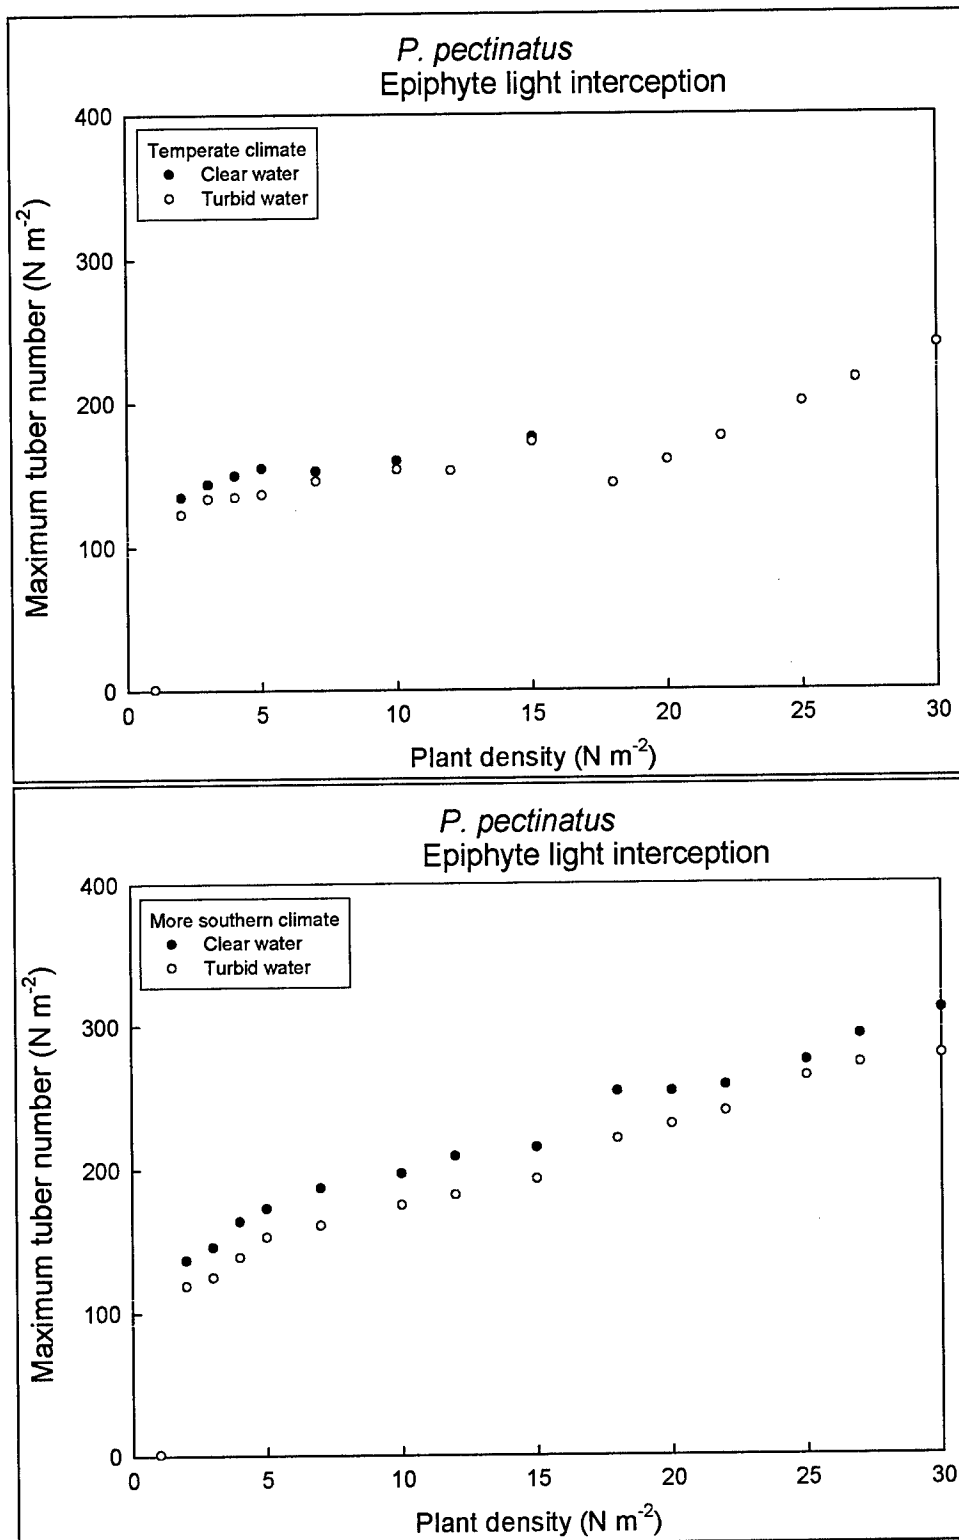 P. pectinatus
Epiphyte light interception
400
300
200
100
0
Maximum tuber number (N m-2)
Temperate climate
Clear water
Turbid water
0 5 10 15 20 25 30
Plant density (N m-2)
P. pectinatus
Epiphyte light interception
400
300
200
100
0
Maximum tuber number (N m-2)
More southern climate
Clear water
Turbid water
0 5 10 15 20 25 30
Plant density (N m-2)